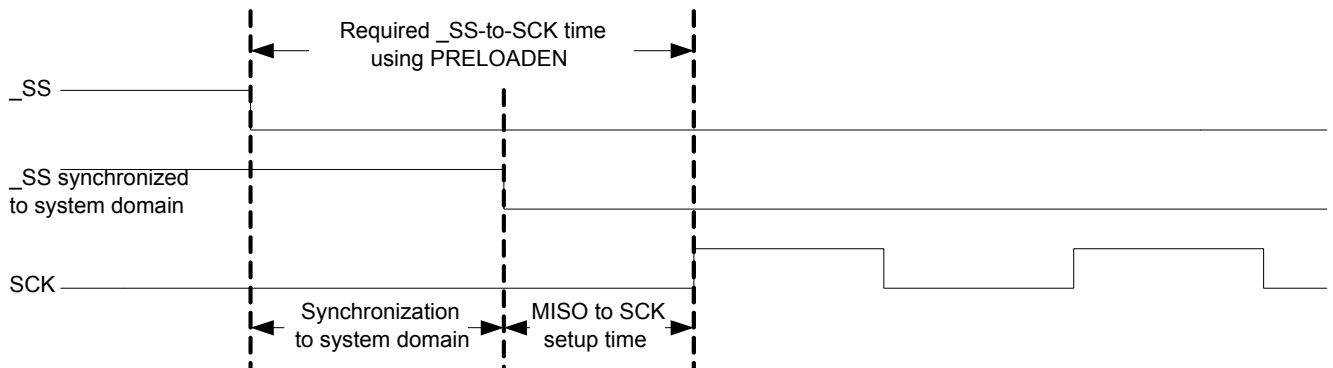 Required _SS-to-SCK time
using PRELOADEN
_SS
_SS synchronized
to system domain
SCK
Synchronization
to system domain
MISO to SCK
setup time